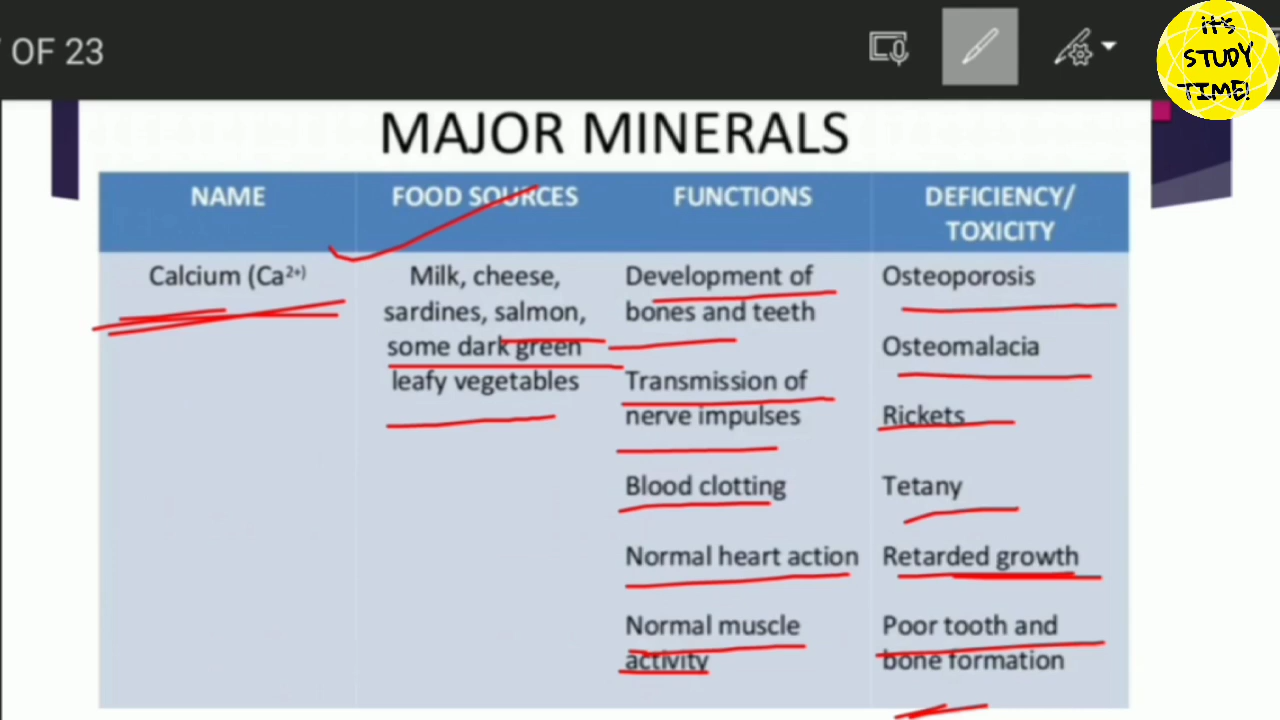 OF 23
it's
STUDY
TIME!
MAJOR MINERALS
NAME
FOOD SOURCES
FUNCTIONS
DEFICIENCY/
TOXICITY
Calcium (Ca²⁺)
Milk, cheese,
sardines, salmon,
some dark green
leafy vegetables
Development of
bones and teeth
Transmission of
nerve impulses
Blood clotting
Normal heart action
Normal muscle
activity
Osteoporosis
Osteomalacia
Rickets
Tetany
Retarded growth
Poor tooth and
bone formation